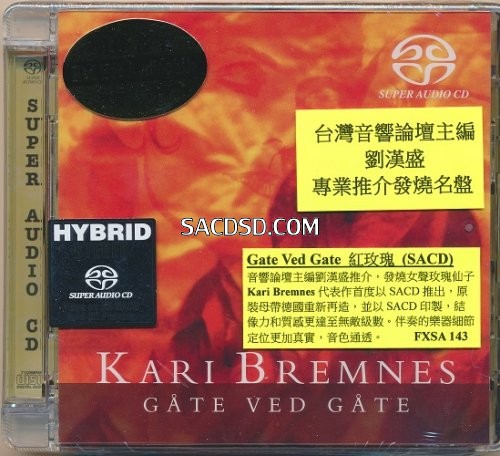 SUPER AUDIO CD
SUPER AUDIO CD
台灣音響論壇主編
劉漢盛
專業推介發燒名盤
SACDSD.COM
HYBRID
SUPER AUDIO CD
Gate Ved Gate 紅玫瑰 (SACD)
音響論壇主編劉漢盛推介，發燒女聲玫瑰仙子
Kari Bremnes 代表作首度以 SACD 推出，原
裝母帶德國重新再造，並以 SACD 印製，結
像力和質感更達至無敵級數。伴奏的樂器細節
定位更加真實，音色通透。 FXSA 143
KARI BREMNES
GÅTE VED GÅTE